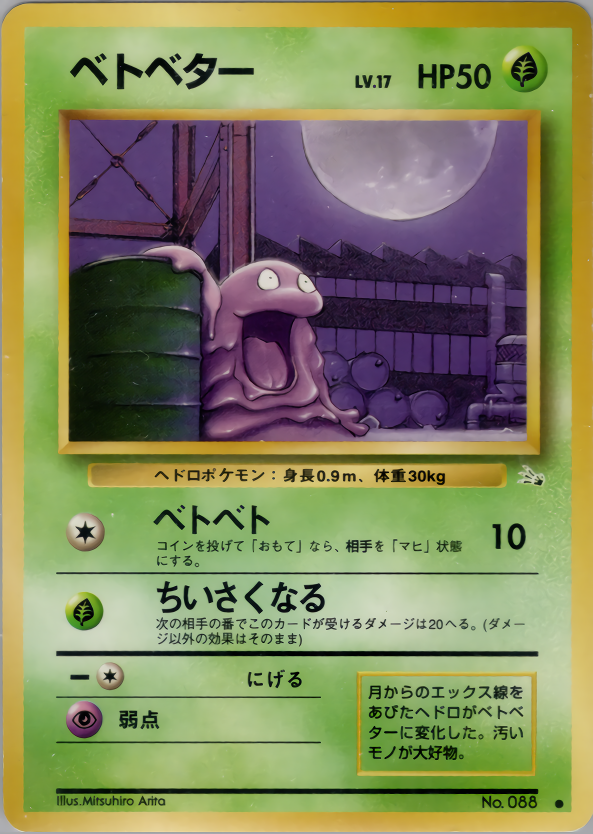 ベトベター LV.17 HP50
ヘドロポケモン：身長0.9m、体重30kg
ベトベト 10
コインを投げて「おもて」なら、相手を「マヒ」状態
にする。
ちいさくなる
次の相手の番でこのカードが受けるダメージは20へる。(ダメー
ジ以外の効果はそのまま)
にげる
弱点
月からのエックス線を
あびたヘドロがベトベ
ターに変化した。汚い
モノが大好物。
Illus.Mitsuhiro Arita No. 088